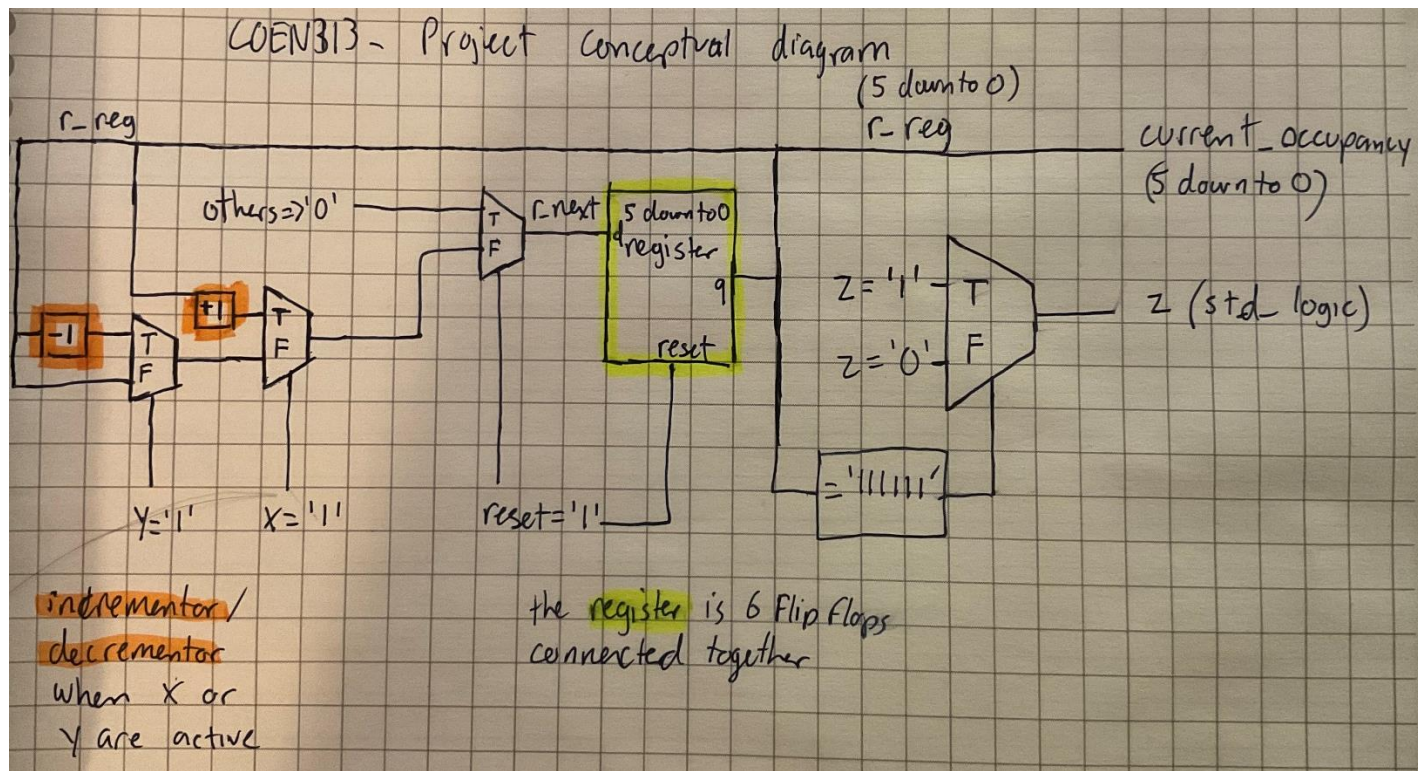 COEN313- Project conceptual diagram
(5 downto 0)
r_reg
r_reg
current_occupancy
(5 downto 0)
others=>'0'
T
F
r_next
5 downto 0
d
register
q
reset
-1
+1
T
F
T
F
z='1'
T
z='0'
F
z (std_logic)
='111111'
Y='1'
X='1'
reset='1'
incrementor/
decrementor
when X or
Y are active
the register is 6 Flip Flops
connected together